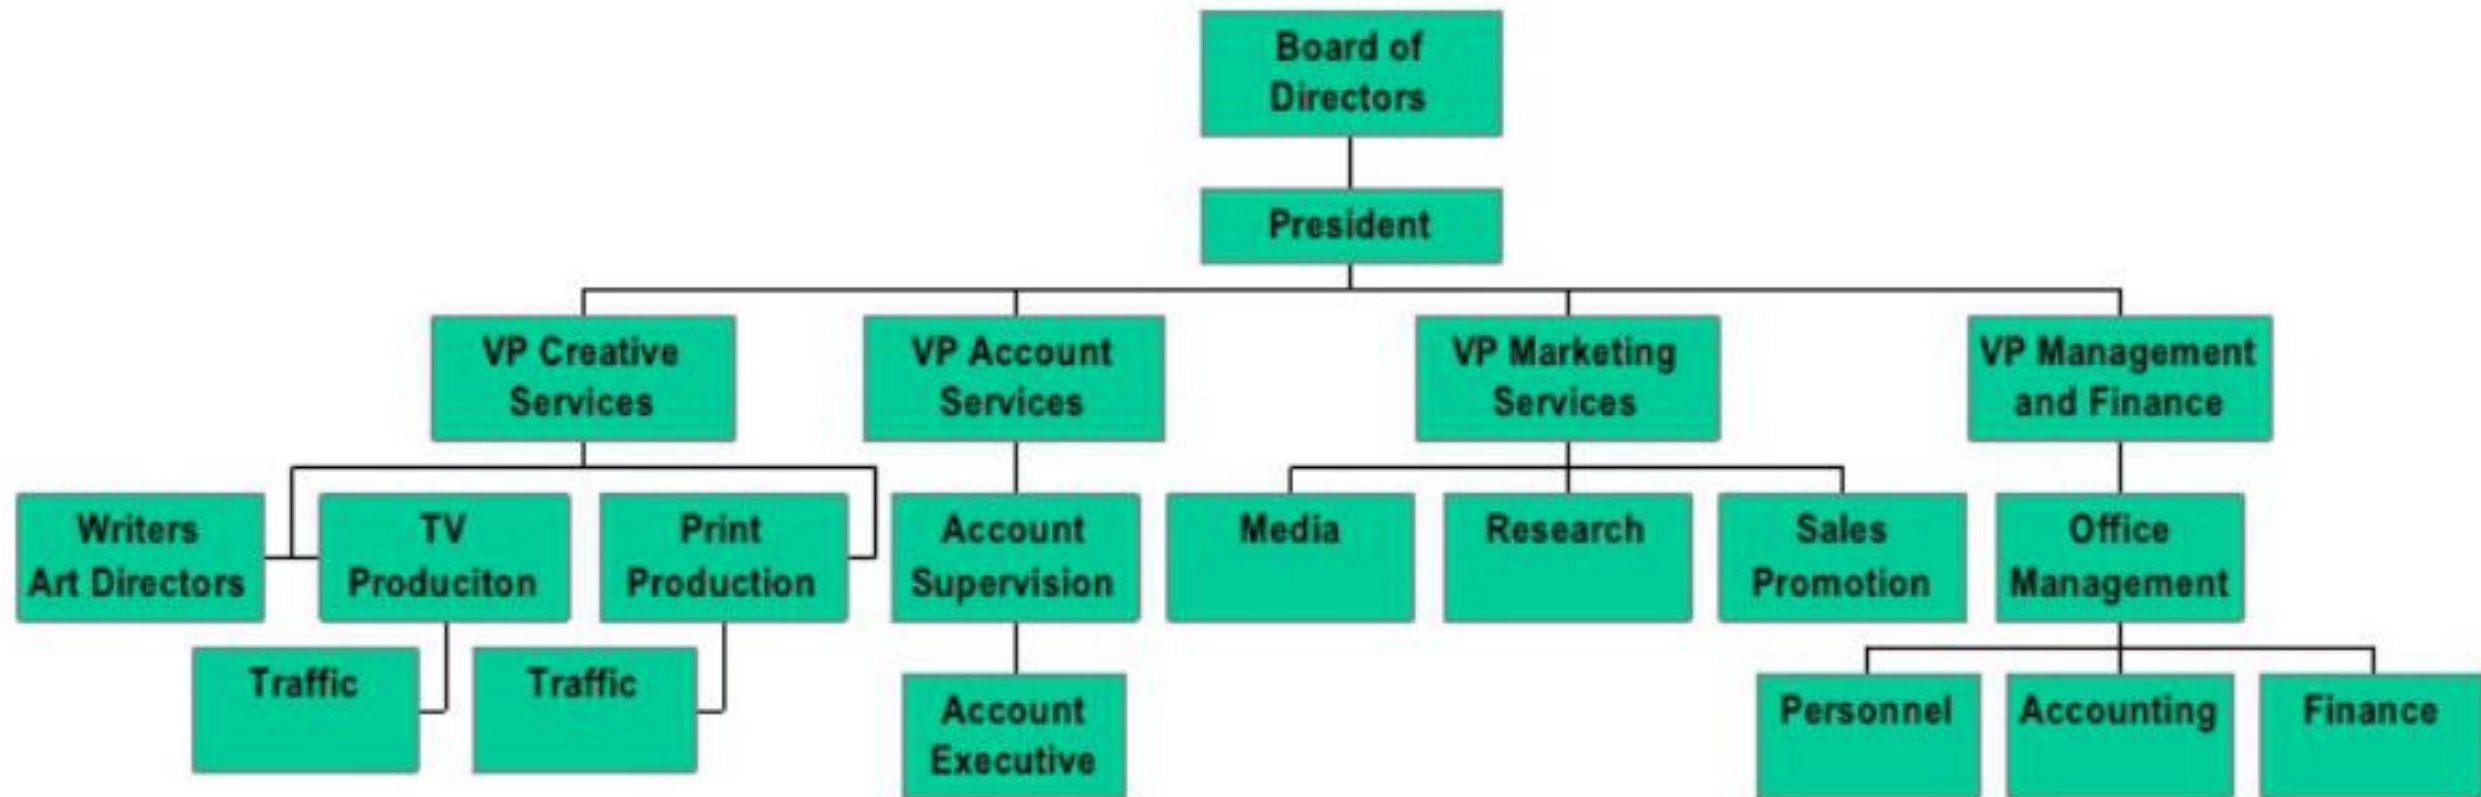 Board of
Directors
President
VP Creative
Services
VP Account
Services
VP Marketing
Services
VP Management
and Finance
Writers
Art Directors
TV
Produciton
Print
Production
Account
Supervision
Media
Research
Sales
Promotion
Office
Management
Traffic
Traffic
Account
Executive
Personnel
Accounting
Finance